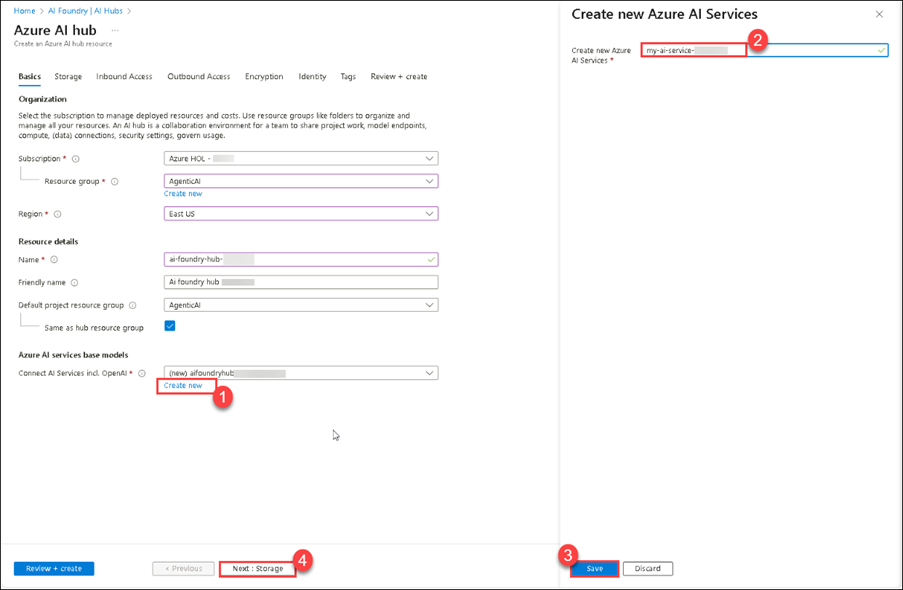 Home > AI Foundry | AI Hubs >
Azure AI hub ...
Create an Azure AI hub resource
Basics Storage Inbound Access Outbound Access Encryption Identity Tags Review + create
Organization
Select the subscription to manage deployed resources and costs. Use resource groups like folders to organize and
manage all your resources. An AI hub is a collaboration environment for a team to share project work, model endpoints,
compute, (data) connections, security settings, govern usage.
Subscription *
Azure HOL -
Resource group *
AgenticAI
Create new
Region *
East US
Resource details
Name *
ai-foundry-hub-
Friendly name
Ai foundry hub
Default project resource group
AgenticAI
Same as hub resource group
Azure AI services base models
Connect AI Services incl. OpenAI *
(new) aifoundryhub
Create new
1
Review + create
< Previous
Next : Storage
4
Create new Azure AI Services
2
Create new Azure
AI Services *
my-ai-service-
3
Save
Discard